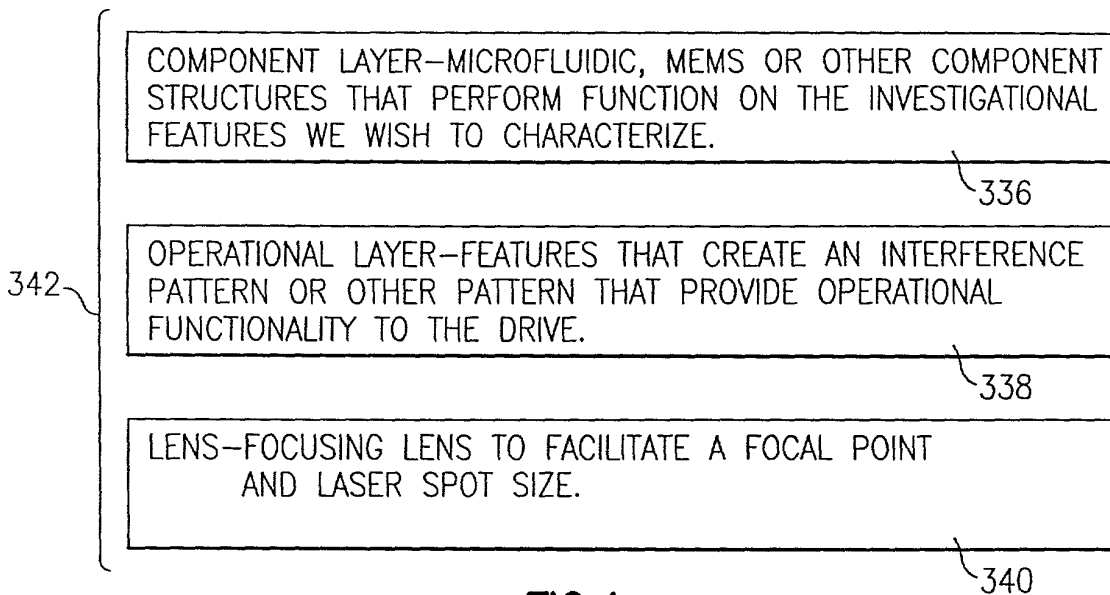 COMPONENT LAYER-MICROFLUIDIC, MEMS OR OTHER COMPONENT
STRUCTURES THAT PERFORM FUNCTION ON THE INVESTIGATIONAL
FEATURES WE WISH TO CHARACTERIZE.
336
OPERATIONAL LAYER-FEATURES THAT CREATE AN INTERFERENCE
PATTERN OR OTHER PATTERN THAT PROVIDE OPERATIONAL
FUNCTIONALITY TO THE DRIVE.
342
338
LENS-FOCUSING LENS TO FACILITATE A FOCAL POINT
AND LASER SPOT SIZE.
340